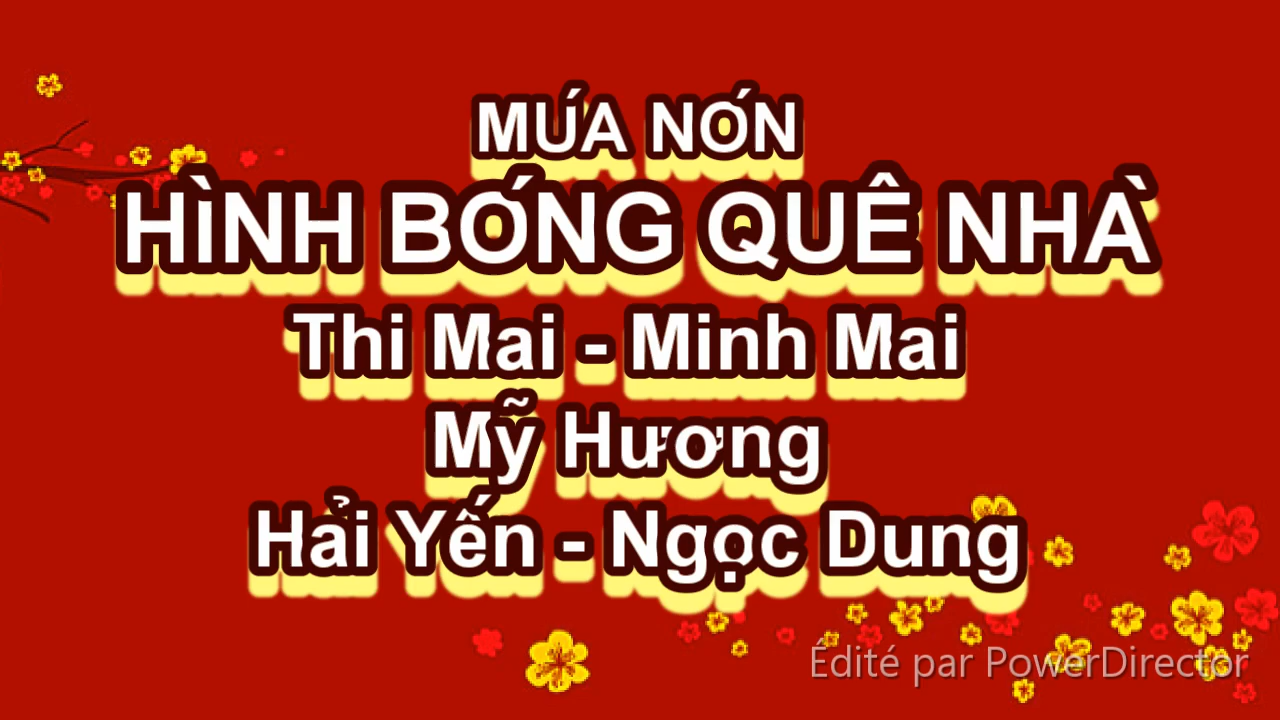 MÚA NÓN
HÌNH BÓNG QUÊ NHÀ
Thi Mai - Minh Mai
Mỹ Hương
Hải Yến - Ngọc Dung
Édité par PowerDirector